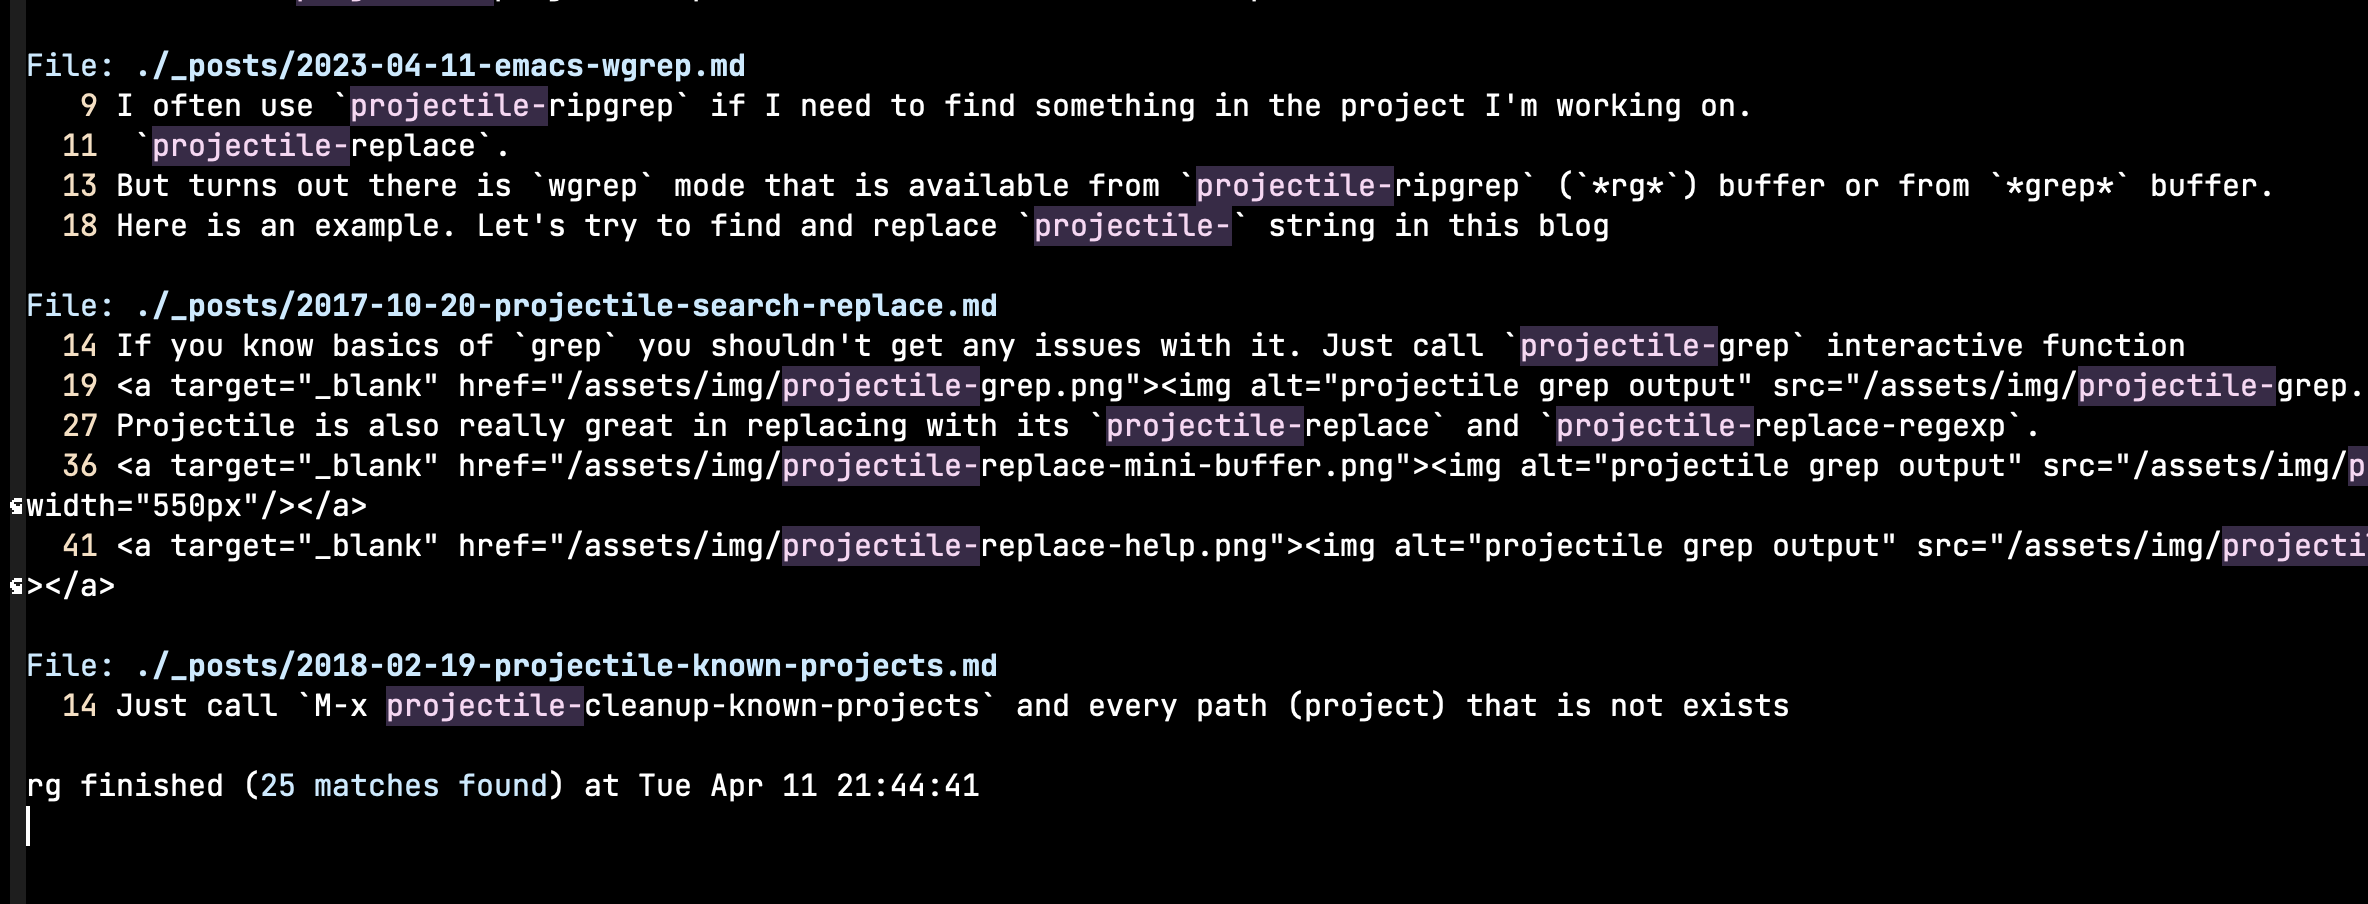 File: ./_posts/2023-04-11-emacs-wgrep.md
9 I often use `projectile-ripgrep` if I need to find something in the project I'm working on.
11 `projectile-replace`.
13 But turns out there is `wgrep` mode that is available from `projectile-ripgrep` (`*rg*`) buffer or from `*grep*` buffer.
18 Here is an example. Let's try to find and replace `projectile-` string in this blog
File: ./_posts/2017-10-20-projectile-search-replace.md
14 If you know basics of `grep` you shouldn't get any issues with it. Just call `projectile-grep` interactive function
19 <a target="_blank" href="/assets/img/projectile-grep.png"><img alt="projectile grep output" src="/assets/img/projectile-grep.
27 Projectile is also really great in replacing with its `projectile-replace` and `projectile-replace-regexp`.
36 <a target="_blank" href="/assets/img/projectile-replace-mini-buffer.png"><img alt="projectile grep output" src="/assets/img/p
width="550px"/></a>
41 <a target="_blank" href="/assets/img/projectile-replace-help.png"><img alt="projectile grep output" src="/assets/img/projecti
></a>
File: ./_posts/2018-02-19-projectile-known-projects.md
14 Just call `M-x projectile-cleanup-known-projects` and every path (project) that is not exists
rg finished (25 matches found) at Tue Apr 11 21:44:41